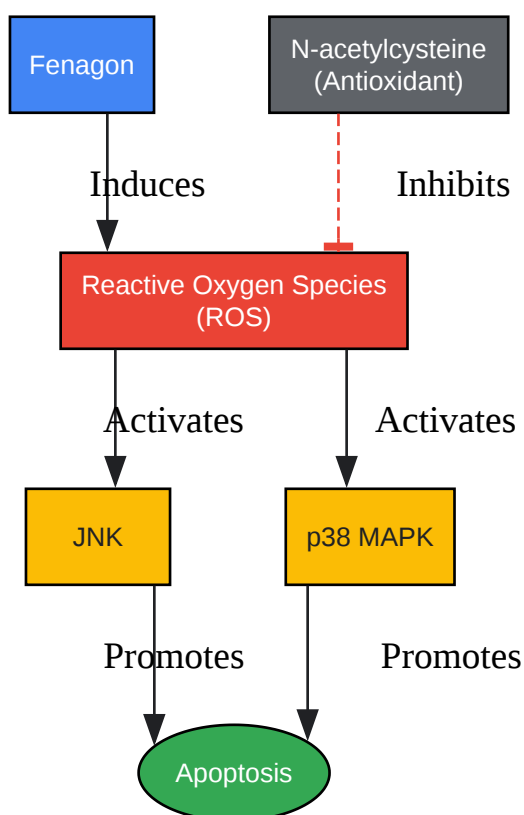 Fenagon
N-acetylcysteine
(Antioxidant)
Induces
Inhibits
Reactive Oxygen Species
(ROS)
Activates
Activates
JNK
p38 MAPK
Promotes
Promotes
Apoptosis